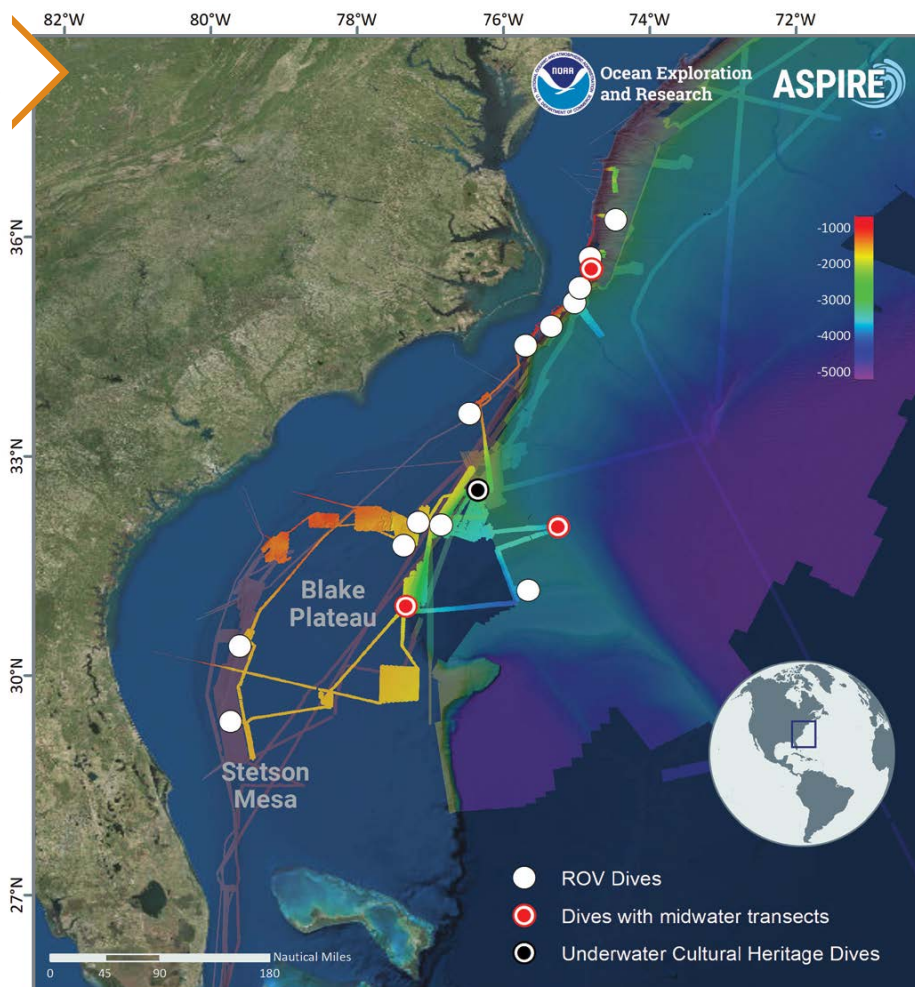 82°W 80°W 78°W 76°W 74°W 72°W
NOAA
Ocean Exploration
and Research
ASPIRE
36°N
33°N
30°N
27°N
-1000
-2000
-3000
-4000
-5000
Blake
Plateau
Stetson
Mesa
ROV Dives
Dives with midwater transects
Underwater Cultural Heritage Dives
Nautical Miles
0 45 90 180